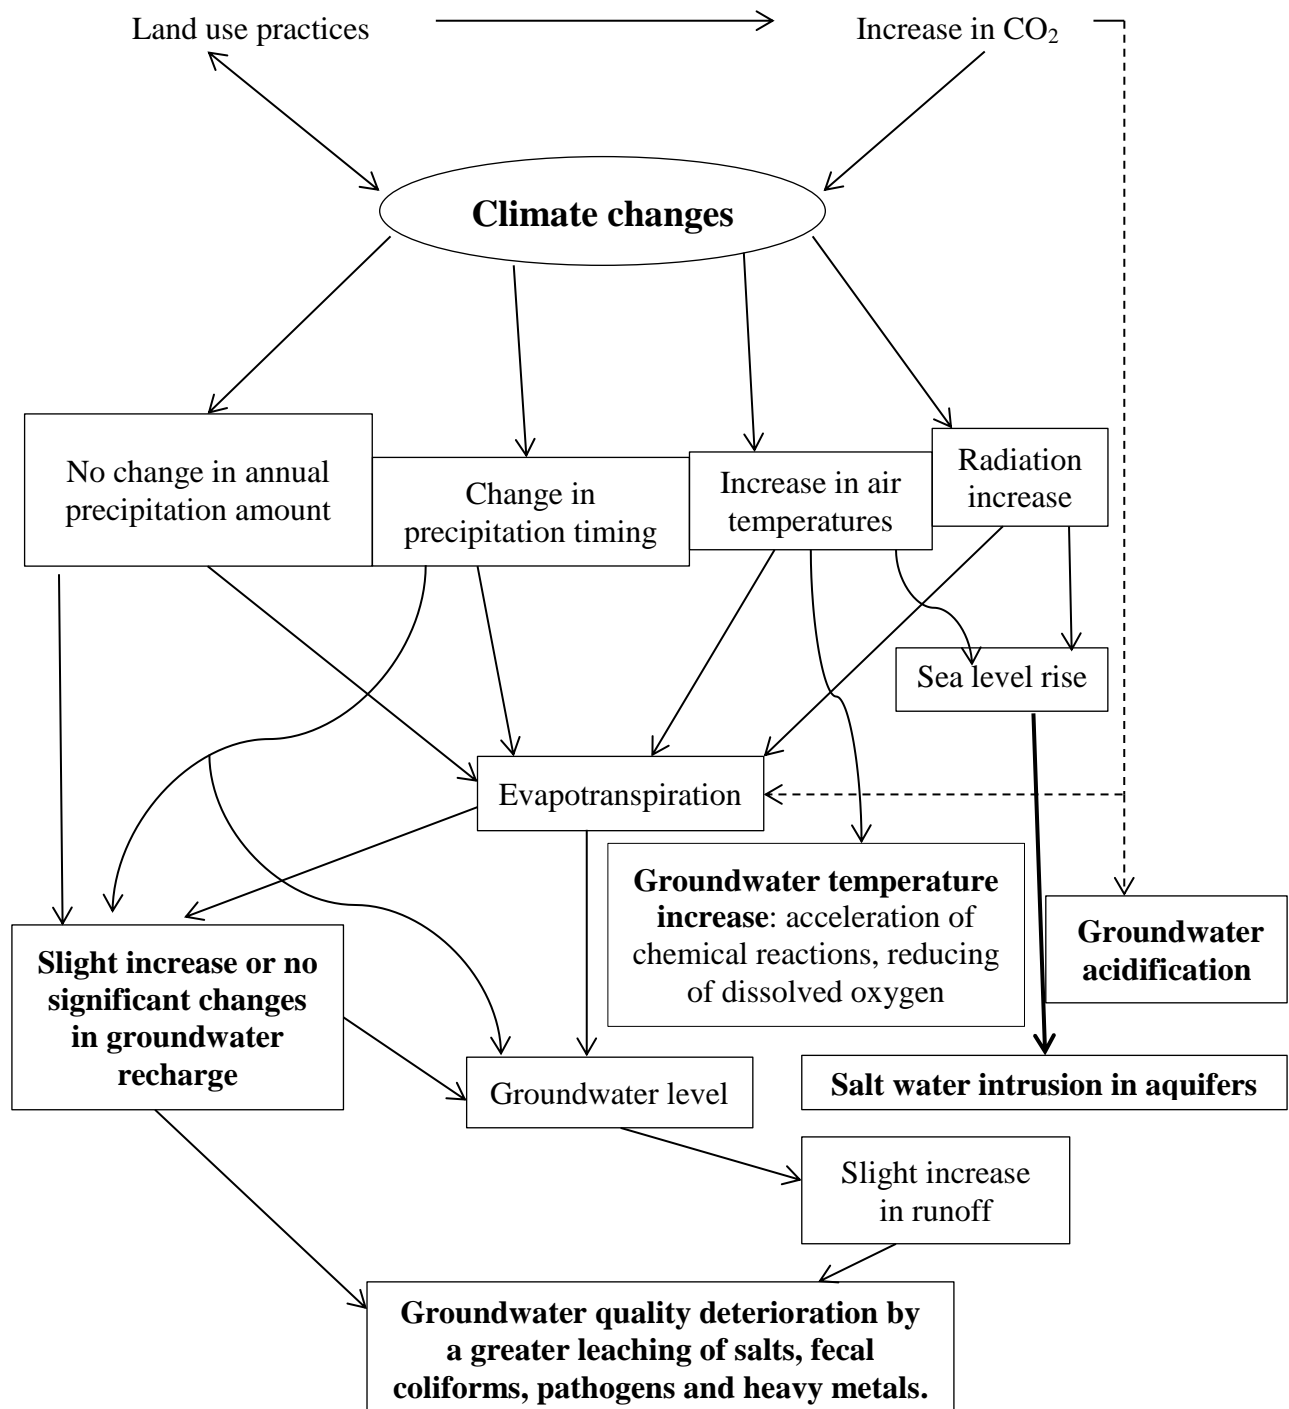 Land use practices
Increase in CO₂
Climate changes
No change in annual
precipitation amount
Change in
precipitation timing
Increase in air
temperatures
Radiation
increase
Sea level rise
Evapotranspiration
Groundwater temperature
increase: acceleration of
chemical reactions, reducing
of dissolved oxygen
Groundwater
acidification
Slight increase or no
significant changes
in groundwater
recharge
Groundwater level
Salt water intrusion in aquifers
Slight increase
in runoff
Groundwater quality deterioration by
a greater leaching of salts, fecal
coliforms, pathogens and heavy metals.